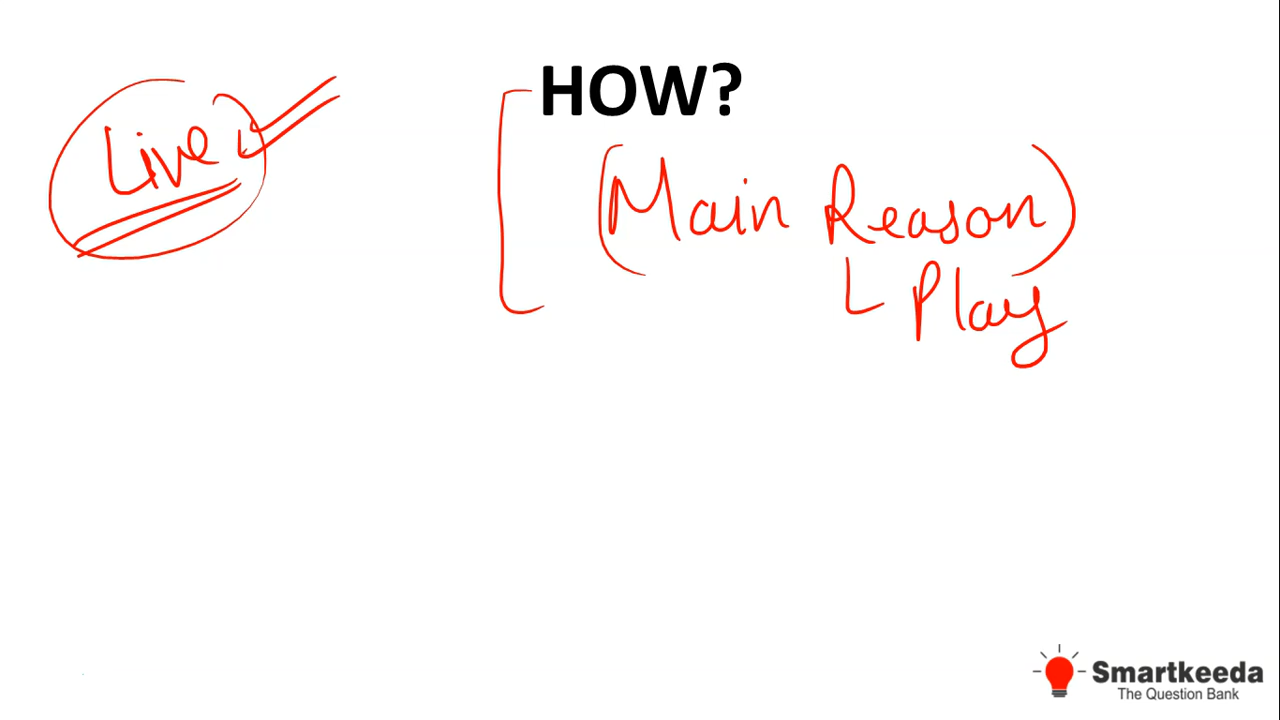 HOW?
Live
(Main Reason)
Play
Smartkeeda
The Question Bank